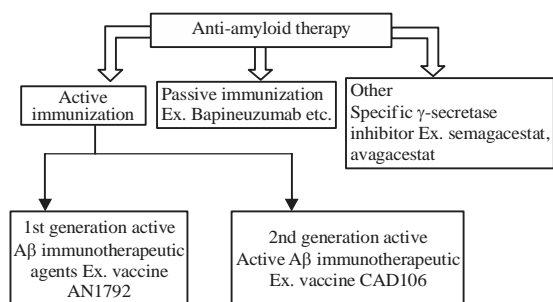 Anti-amyloid therapy
Active
immunization
Passive immunization
Ex. Bapineuzumab etc.
Other
Specific γ-secretase
inhibitor Ex. semagacestat,
avagacestat
1st generation active
Aβ immunotherapeutic
agents Ex. vaccine
AN1792
2nd generation active
Active Aβ immunotherapeutic
Ex. vaccine CAD106